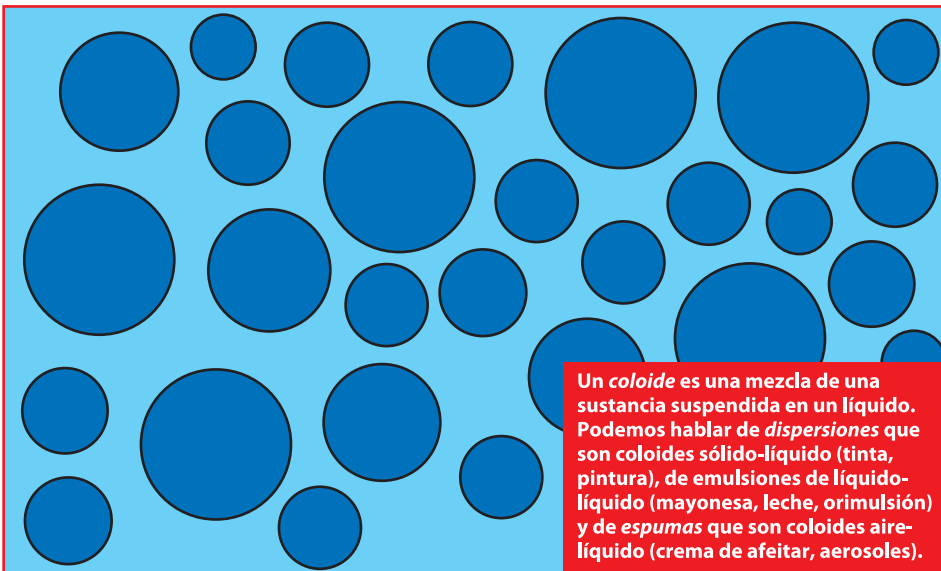 Un coloide es una mezcla de una
sustancia suspendida en un líquido.
Podemos hablar de dispersiones que
son coloides sólido-líquido (tinta,
pintura), de emulsiones de líquido-
líquido (mayonesa, leche, orimulsión)
y de espumas que son coloides aire-
líquido (crema de afeitar, aerosoles).